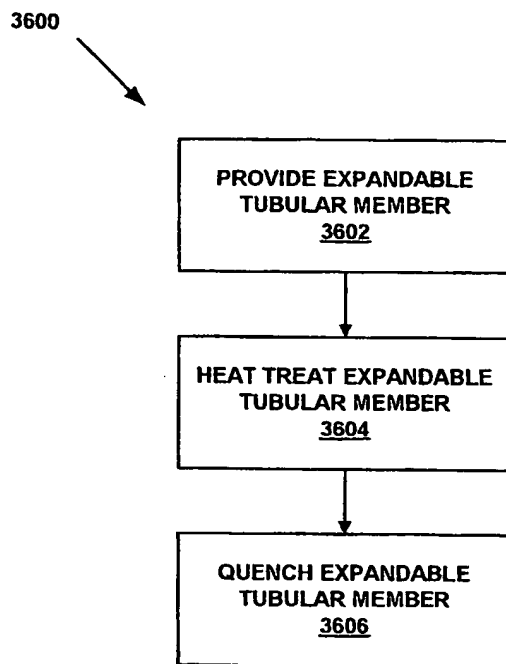 3600
PROVIDE EXPANDABLE
TUBULAR MEMBER
3602
HEAT TREAT EXPANDABLE
TUBULAR MEMBER
3604
QUENCH EXPANDABLE
TUBULAR MEMBER
3606